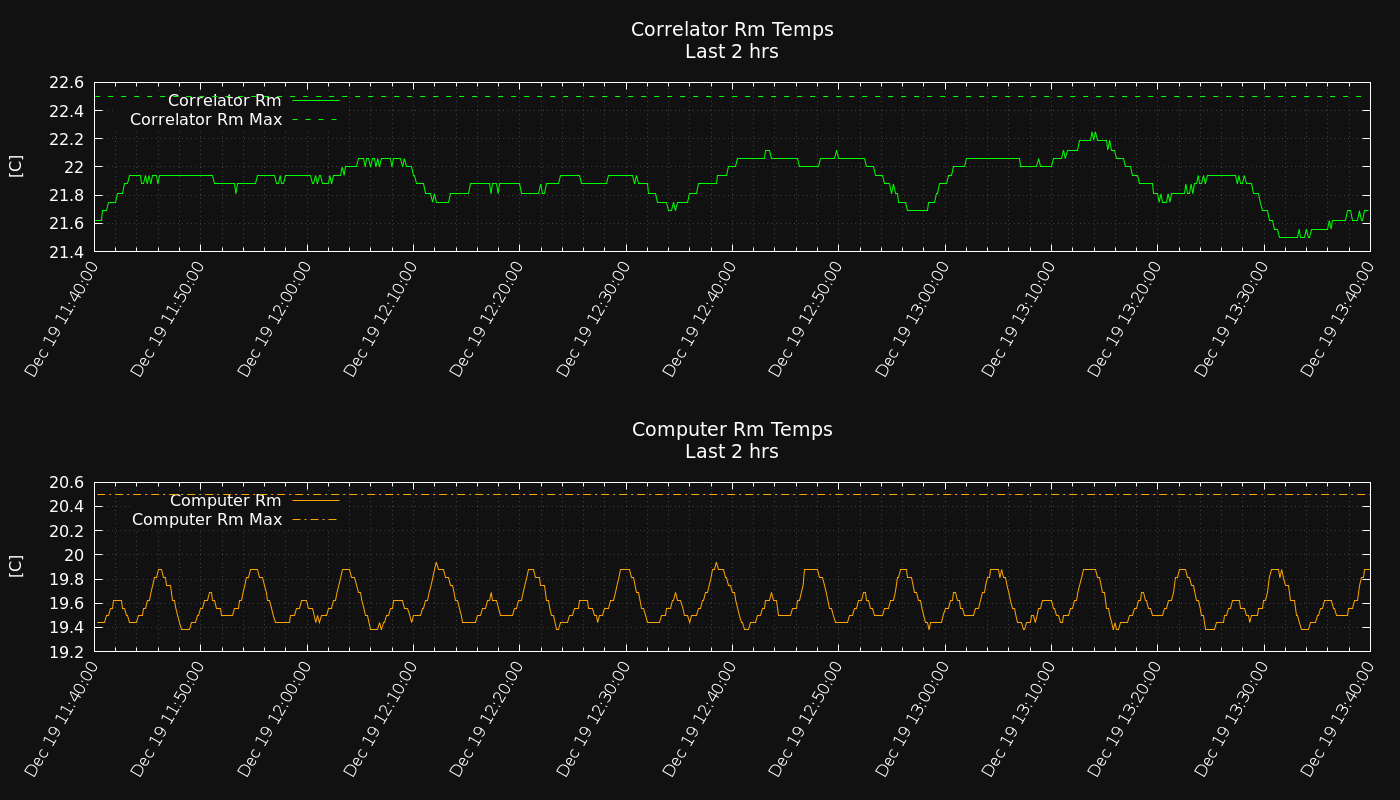 Correlator Rm Temps
Last 2 hrs
22.6
22.4
22.2
22
21.8
21.6
21.4
[C]
Correlator Rm
Correlator Rm Max
Dec 19 11:40:00
Dec 19 11:50:00
Dec 19 12:00:00
Dec 19 12:10:00
Dec 19 12:20:00
Dec 19 12:30:00
Dec 19 12:40:00
Dec 19 12:50:00
Dec 19 13:00:00
Dec 19 13:10:00
Dec 19 13:20:00
Dec 19 13:30:00
Dec 19 13:40:00
Computer Rm Temps
Last 2 hrs
20.6
20.4
20.2
20
19.8
19.6
19.4
19.2
[C]
Computer Rm
Computer Rm Max
Dec 19 11:40:00
Dec 19 11:50:00
Dec 19 12:00:00
Dec 19 12:10:00
Dec 19 12:20:00
Dec 19 12:30:00
Dec 19 12:40:00
Dec 19 12:50:00
Dec 19 13:00:00
Dec 19 13:10:00
Dec 19 13:20:00
Dec 19 13:30:00
Dec 19 13:40:00